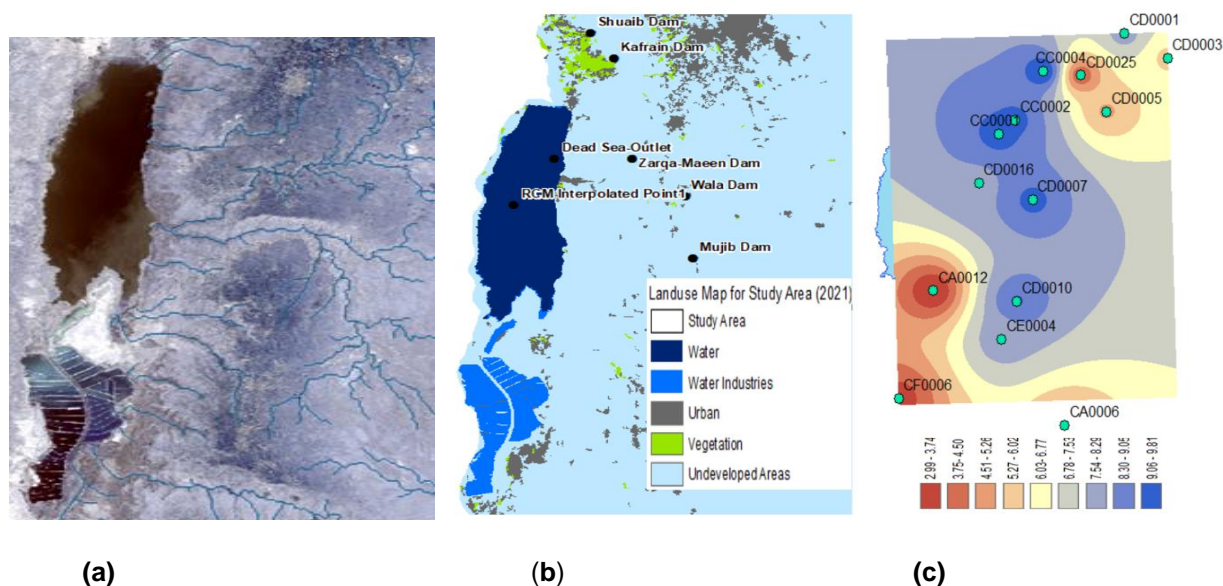 Shuaib Dam
Kafrain Dam
Dead Sea-Outlet
Zarqa-Maeen Dam
Wala Dam
RCM-Interpolated Point1
Mujib Dam
Landuse Map for Study Area (2021)
Study Area
Water
Water Industries
Urban
Vegetation
Undeveloped Areas
CD0001
CD0003
CC0004
CD0025
CD0005
CC0002
CC0001
CD0016
CD0007
CA0012
CD0010
CE0004
CF0006
CA0006
2.99 - 3.74
3.75- 4.50
4.51 - 5.26
5.27 - 6.02
6.03 - 6.77
6.78 - 7.53
7.54 - 8.29
8.30 - 9.05
9.06 - 9.81
(a)
(b)
(c)